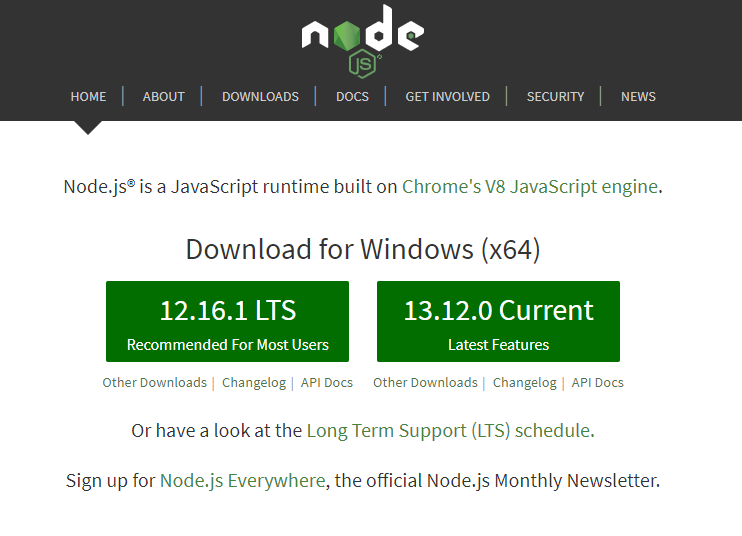 node
JS
HOME | ABOUT | DOWNLOADS | DOCS | GET INVOLVED | SECURITY | NEWS
Node.js® is a JavaScript runtime built on Chrome's V8 JavaScript engine.
Download for Windows (x64)
12.16.1 LTS
Recommended For Most Users
13.12.0 Current
Latest Features
Other Downloads | Changelog | API Docs
Other Downloads | Changelog | API Docs
Or have a look at the Long Term Support (LTS) schedule.
Sign up for Node.js Everywhere, the official Node.js Monthly Newsletter.